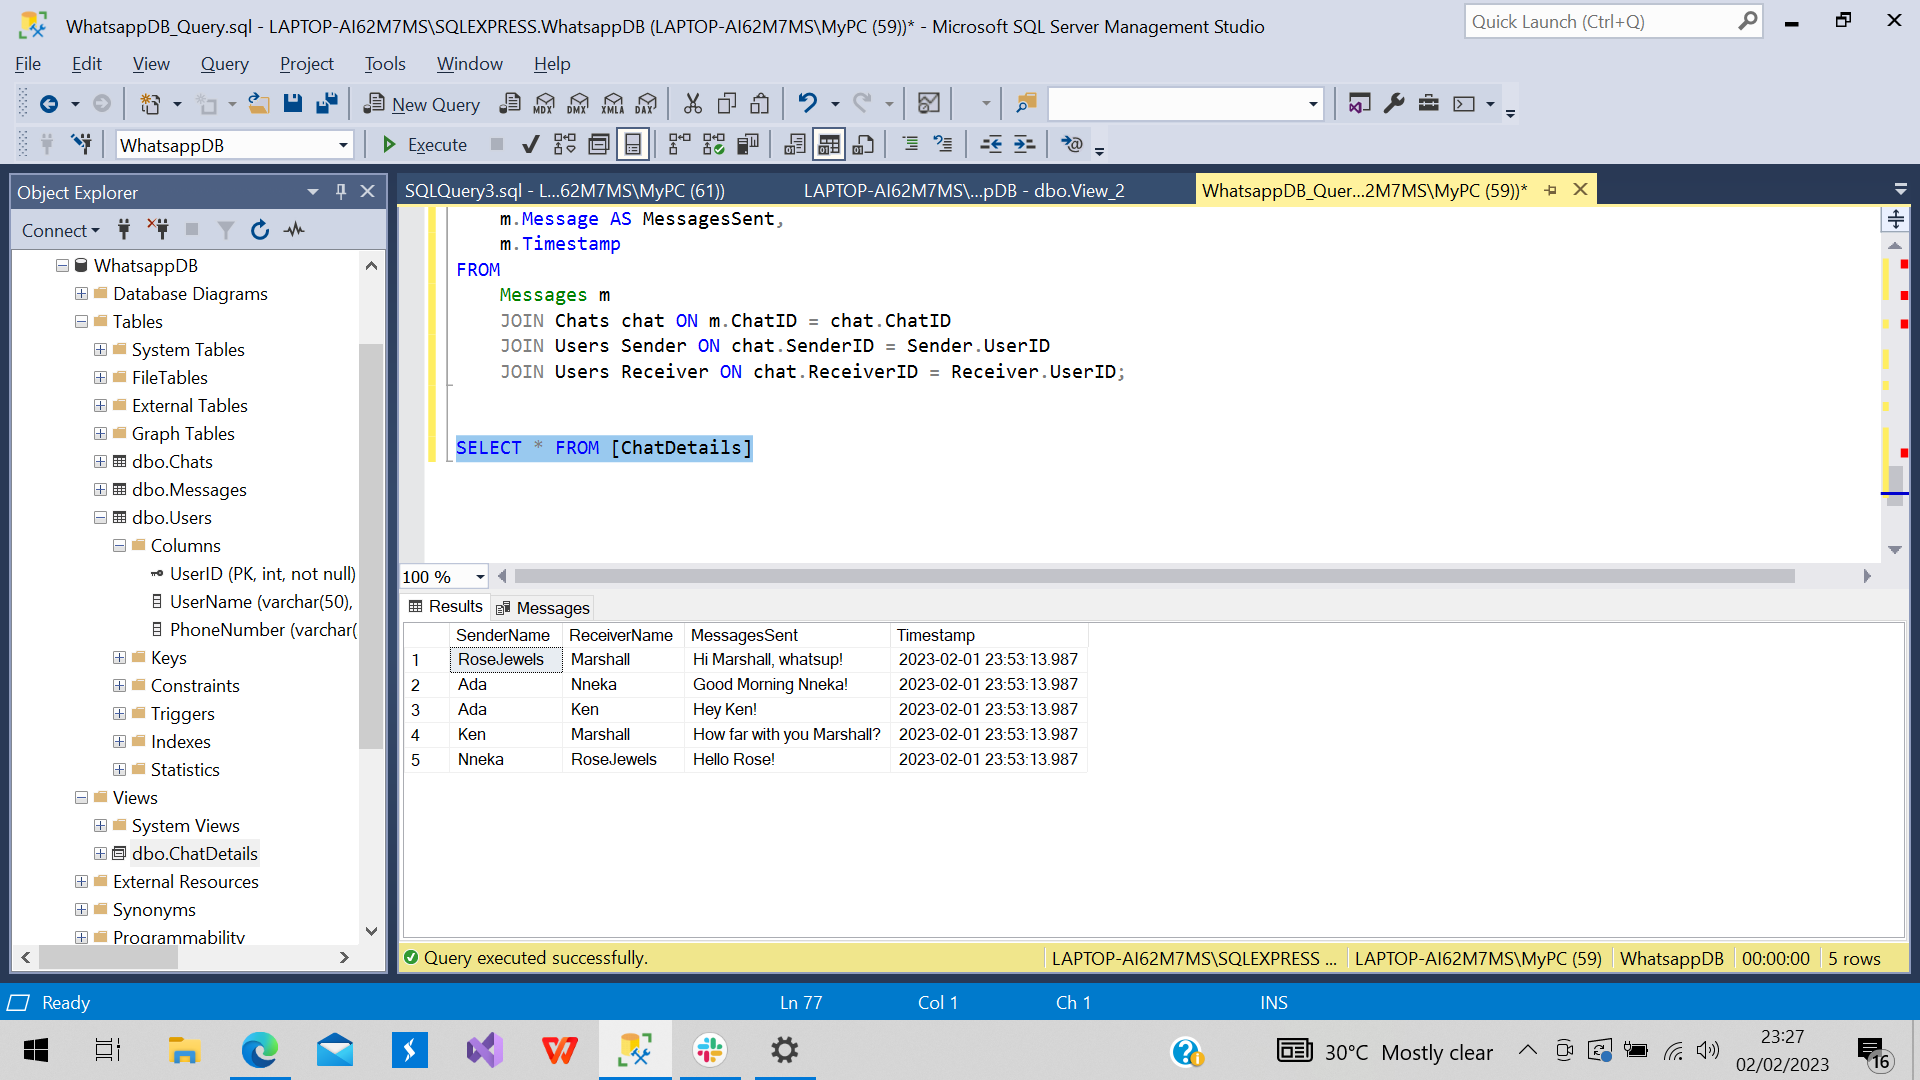 WhatsappDB_Query.sql - LAPTOP-AI62M7MS\SQLEXPRESS.WhatsappDB (LAPTOP-AI62M7MS\MyPC (59))* - Microsoft SQL Server Management Studio
Quick Launch (Ctrl+Q)
File Edit View Query Project Tools Window Help
New Query MDX DMX XMLA DAX
WhatsappDB Execute
Object Explorer
Connect
WhatsappDB
Database Diagrams
Tables
System Tables
FileTables
External Tables
Graph Tables
dbo.Chats
dbo.Messages
dbo.Users
Columns
UserID (PK, int, not null)
UserName (varchar(50),
PhoneNumber (varchar(
Keys
Constraints
Triggers
Indexes
Statistics
Views
System Views
dbo.ChatDetails
External Resources
Synonyms
Programmability
SQLQuery3.sql - L...62M7MS\MyPC (61)) LAPTOP-AI62M7MS\...pDB - dbo.View_2 WhatsappDB_Quer...2M7MS\MyPC (59))*
m.Message AS MessagesSent,
m.Timestamp
FROM
Messages m
JOIN Chats chat ON m.ChatID = chat.ChatID
JOIN Users Sender ON chat.SenderID = Sender.UserID
JOIN Users Receiver ON chat.ReceiverID = Receiver.UserID;
SELECT * FROM [ChatDetails]
100 %
Results Messages
SenderName ReceiverName MessagesSent Timestamp
1 RoseJewels Marshall Hi Marshall, whatsup! 2023-02-01 23:53:13.987
2 Ada Nneka Good Morning Nneka! 2023-02-01 23:53:13.987
3 Ada Ken Hey Ken! 2023-02-01 23:53:13.987
4 Ken Marshall How far with you Marshall? 2023-02-01 23:53:13.987
5 Nneka RoseJewels Hello Rose! 2023-02-01 23:53:13.987
Query executed successfully. LAPTOP-AI62M7MS\SQLEXPRESS ... LAPTOP-AI62M7MS\MyPC (59) WhatsappDB 00:00:00 5 rows
Ready Ln 77 Col 1 Ch 1 INS
30°C Mostly clear
23:27
02/02/2023
16